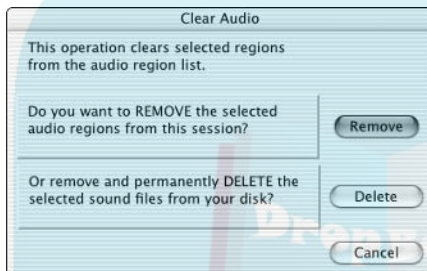 Clear Audio
This operation clears selected regions
from the audio region list.
Do you want to REMOVE the selected
audio regions from this session?
Remove
Or remove and permanently DELETE the
selected sound files from your disk?
Delete
Cancel